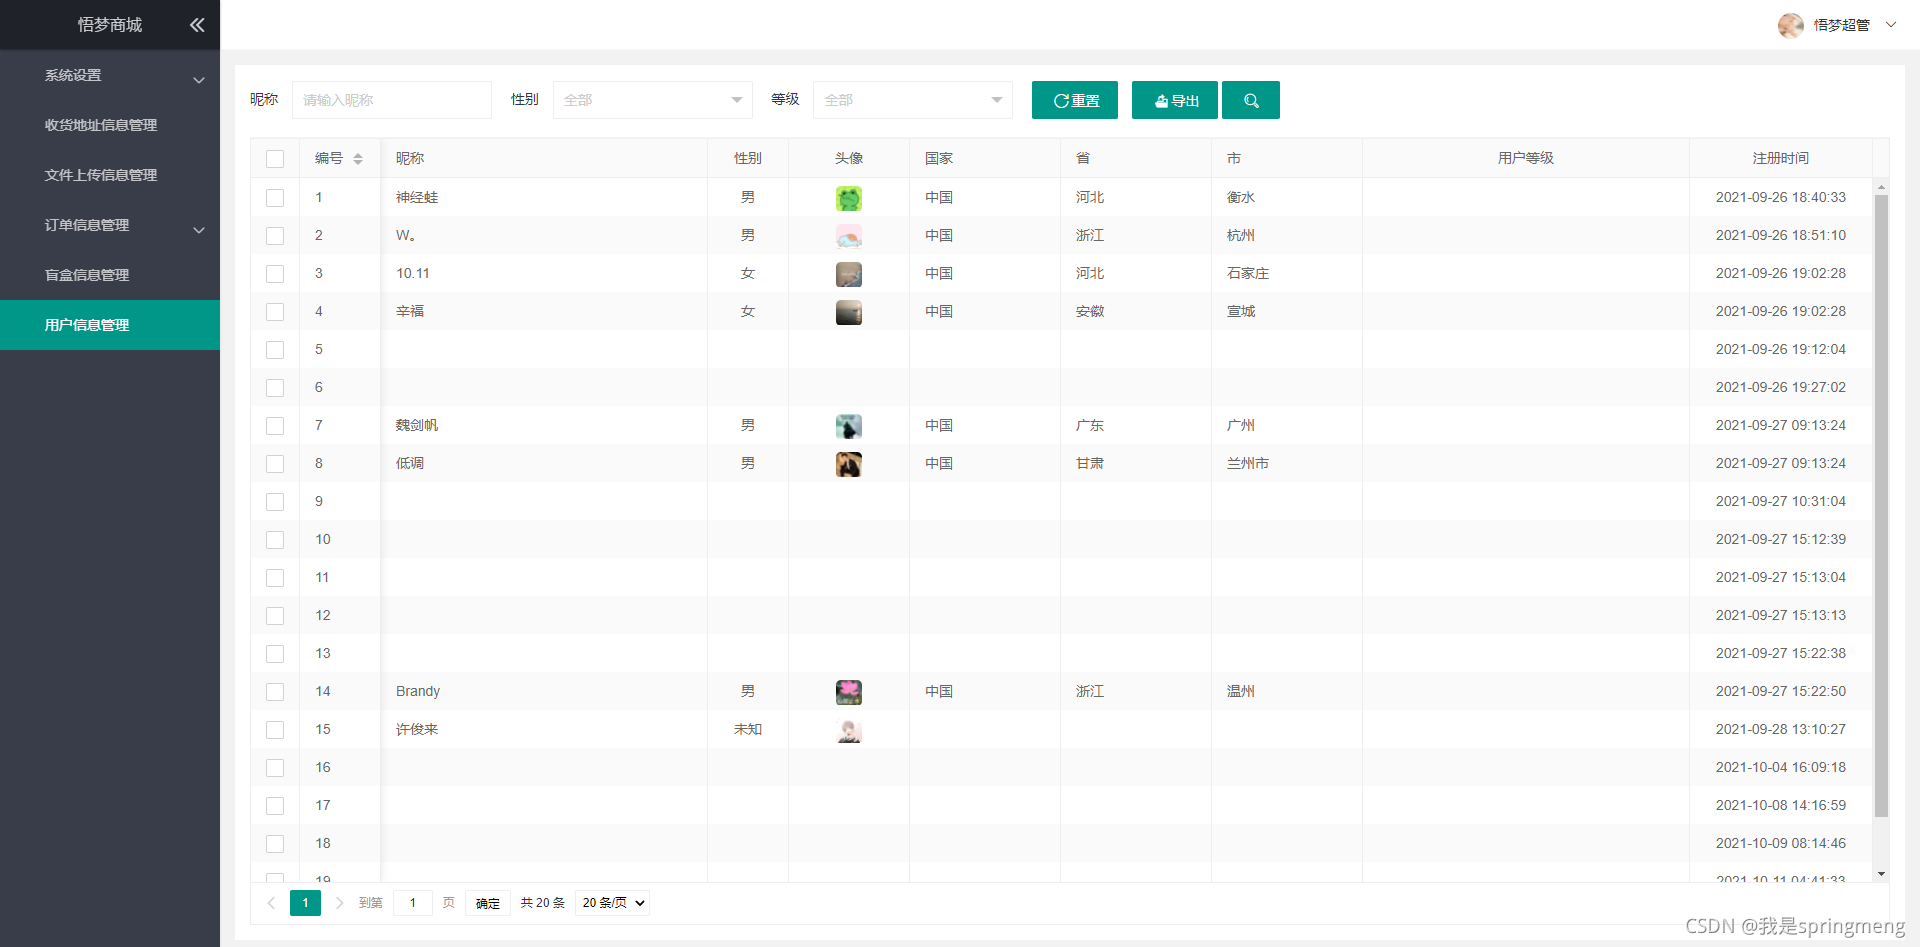 悟梦商城
悟梦超管
系统设置
收货地址信息管理
文件上传信息管理
订单信息管理
盲盒信息管理
用户信息管理
昵称 请输入昵称 性别 全部 等级 全部 重置 导出
编号 昵称 性别 头像 国家 省 市 用户等级 注册时间
1 神经蛙 男 中国 河北 衡水 2021-09-26 18:40:33
2 W。 男 中国 浙江 杭州 2021-09-26 18:51:10
3 10.11 女 中国 河北 石家庄 2021-09-26 19:02:28
4 辛福 女 中国 安徽 宣城 2021-09-26 19:02:28
5 2021-09-26 19:12:04
6 2021-09-26 19:27:02
7 魏剑帆 男 中国 广东 广州 2021-09-27 09:13:24
8 低调 男 中国 甘肃 兰州市 2021-09-27 09:13:24
9 2021-09-27 10:31:04
10 2021-09-27 15:12:39
11 2021-09-27 15:13:04
12 2021-09-27 15:13:13
13 2021-09-27 15:22:38
14 Brandy 男 中国 浙江 温州 2021-09-27 15:22:50
15 许俊来 未知 2021-09-28 13:10:27
16 2021-10-04 16:09:18
17 2021-10-08 14:16:59
18 2021-10-09 08:14:46
19 2021-10-11 04:41:33
1 到第 1 页 确定 共 20 条 20 条/页
CSDN @我是springmeng